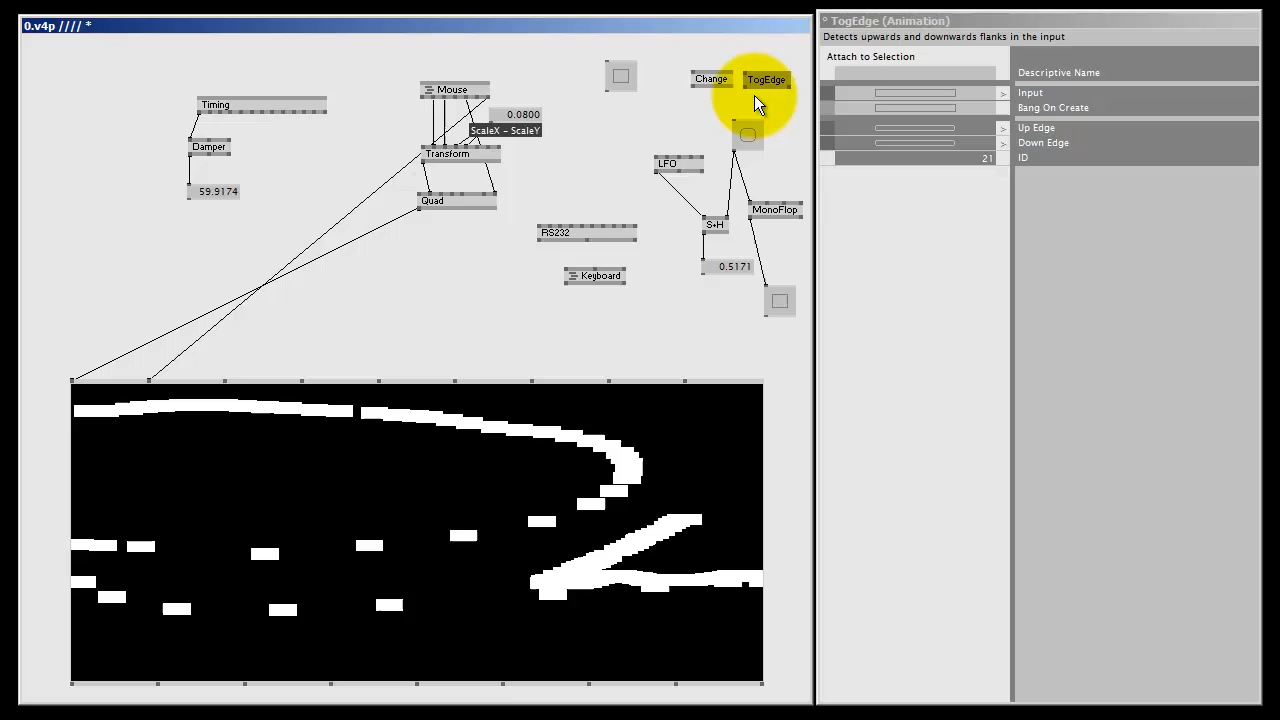 0.v4p //// *
Timing
Damper
59.9174
Mouse
0.0800
ScaleX - ScaleY
Transform
Quad
RS232
Keyboard
Change
TogEdge
LFO
S+H
MonoFlop
0.5171
TogEdge (Animation)
Detects upwards and downwards flanks in the input
Attach to Selection
Descriptive Name
> Input
Bang On Create
> Up Edge
> Down Edge
21 ID